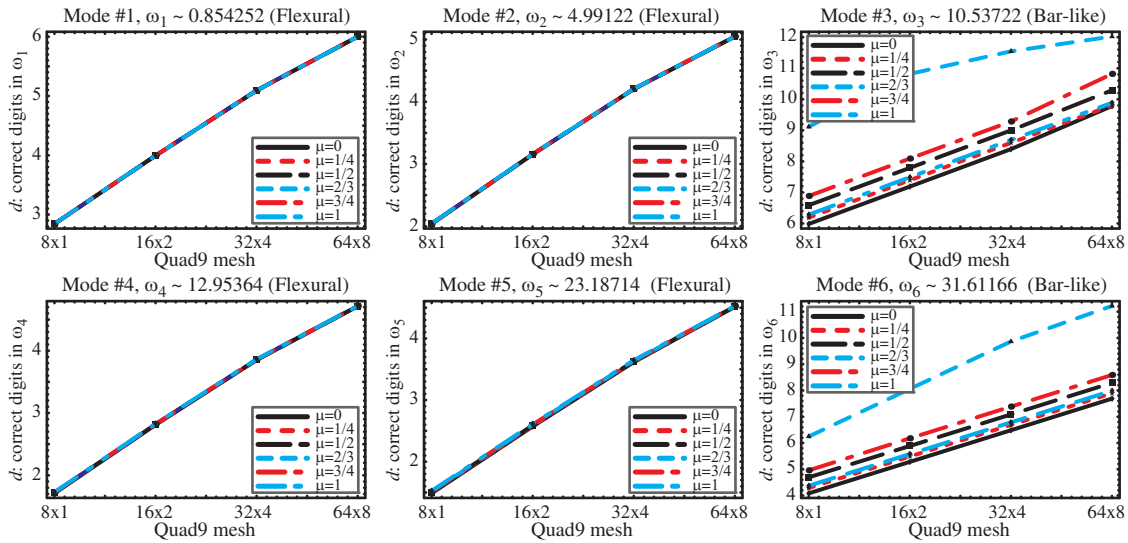 Mode #1, ω1 ~ 0.854252 (Flexural)
d: correct digits in ω1
6
5
4
3
μ=0
μ=1/4
μ=1/2
μ=2/3
μ=3/4
μ=1
8x1 16x2 32x4 64x8
Quad9 mesh
Mode #2, ω2 ~ 4.99122 (Flexural)
d: correct digits in ω2
5
4
3
2
μ=0
μ=1/4
μ=1/2
μ=2/3
μ=3/4
μ=1
8x1 16x2 32x4 64x8
Quad9 mesh
Mode #3, ω3 ~ 10.53722 (Bar-like)
d: correct digits in ω3
12
11
10
9
8
7
6
μ=0
μ=1/4
μ=1/2
μ=2/3
μ=3/4
μ=1
8x1 16x2 32x4 64x8
Quad9 mesh
Mode #4, ω4 ~ 12.95364 (Flexural)
d: correct digits in ω4
4
3
2
μ=0
μ=1/4
μ=1/2
μ=2/3
μ=3/4
μ=1
8x1 16x2 32x4 64x8
Quad9 mesh
Mode #5, ω5 ~ 23.18714 (Flexural)
d: correct digits in ω5
4
3
2
μ=0
μ=1/4
μ=1/2
μ=2/3
μ=3/4
μ=1
8x1 16x2 32x4 64x8
Quad9 mesh
Mode #6, ω6 ~ 31.61166 (Bar-like)
d: correct digits in ω6
11
10
9
8
7
6
5
4
μ=0
μ=1/4
μ=1/2
μ=2/3
μ=3/4
μ=1
8x1 16x2 32x4 64x8
Quad9 mesh